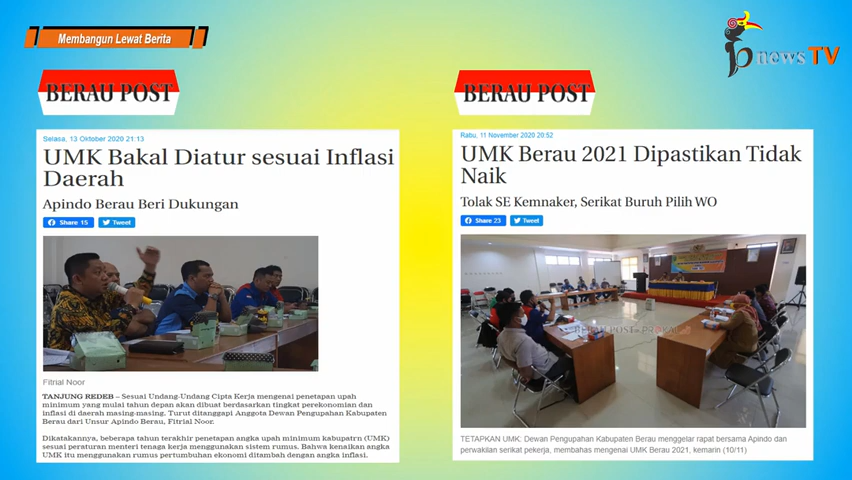 Membangun Lewat Berita
bnewsTV
BERAU POST
Selasa, 13 Oktober 2020 21:13
UMK Bakal Diatur sesuai Inflasi
Daerah
Apindo Berau Beri Dukungan
Share 15 Tweet
Fitrial Noor
TANJUNG REDEB – Sesuai Undang-Undang Cipta Kerja mengenai penetapan upah
minimum yang mulai tahun depan akan dibuat berdasarkan tingkat perekonomian dan
inflasi di daerah masing-masing. Turut ditanggapi Anggota Dewan Pengupahan Kabupaten
Berau dari Unsur Apindo Berau, Fitrial Noor.
Dikatakannya, beberapa tahun terakhir penetapan angka upah minimum kabupatrn (UMK)
sesuai peraturan menteri tenaga kerja menggunakan sistem rumus. Bahwa kenaikan angka
UMK itu menggunakan rumus pertumbuhan ekonomi ditambah dengan angka inflasi.
BERAU POST
Rabu, 11 November 2020 20:52
UMK Berau 2021 Dipastikan Tidak
Naik
Tolak SE Kemnaker, Serikat Buruh Pilih WO
Share 23 Tweet
BERAU POST - PROKAL
TETAPKAN UMK: Dewan Pengupahan Kabupaten Berau menggelar rapat bersama Apindo dan
perwakilan serikat pekerja, membahas mengenai UMK Berau 2021, kemarin (10/11)